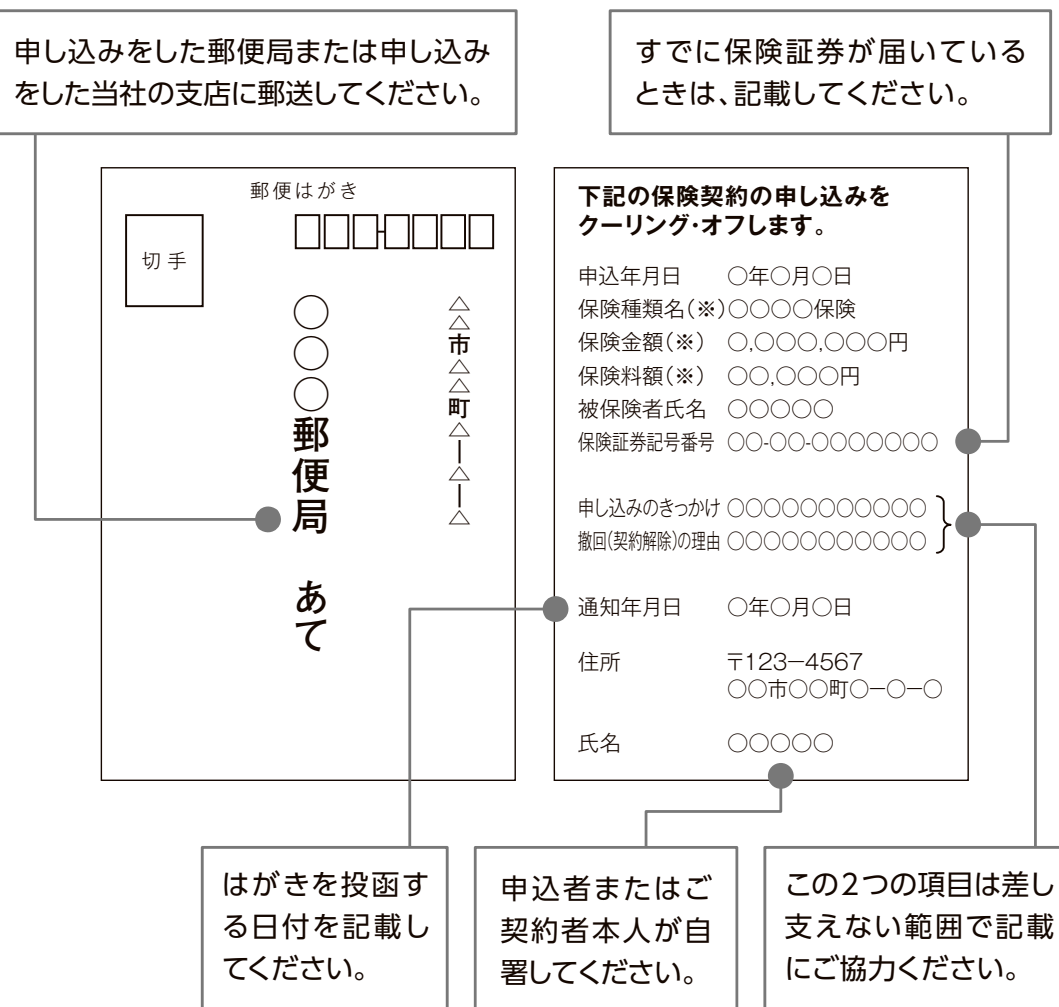 申し込みをした郵便局または申し込み
をした当社の支店に郵送してください。
すでに保険証券が届いている
ときは、記載してください。
郵便はがき
切手
△△市△△町△―△―△
○○○郵便局 あて
下記の保険契約の申し込みを
クーリング・オフします。
申込年月日 ○年○月○日
保険種類名(※)○○○○保険
保険金額(※) ○,○○○,○○○円
保険料額(※) ○○,○○○円
被保険者氏名 ○○○○○
保険証券記号番号 ○○-○○-○○○○○○○
申し込みのきっかけ ○○○○○○○○○○○
撤回(契約解除)の理由 ○○○○○○○○○○○
通知年月日 ○年○月○日
住所 〒123−4567
○○市○○町○−○−○
氏名 ○○○○○
はがきを投函す
る日付を記載し
てください。
申込者またはご
契約者本人が自
署してください。
この2つの項目は差し
支えない範囲で記載
にご協力ください。